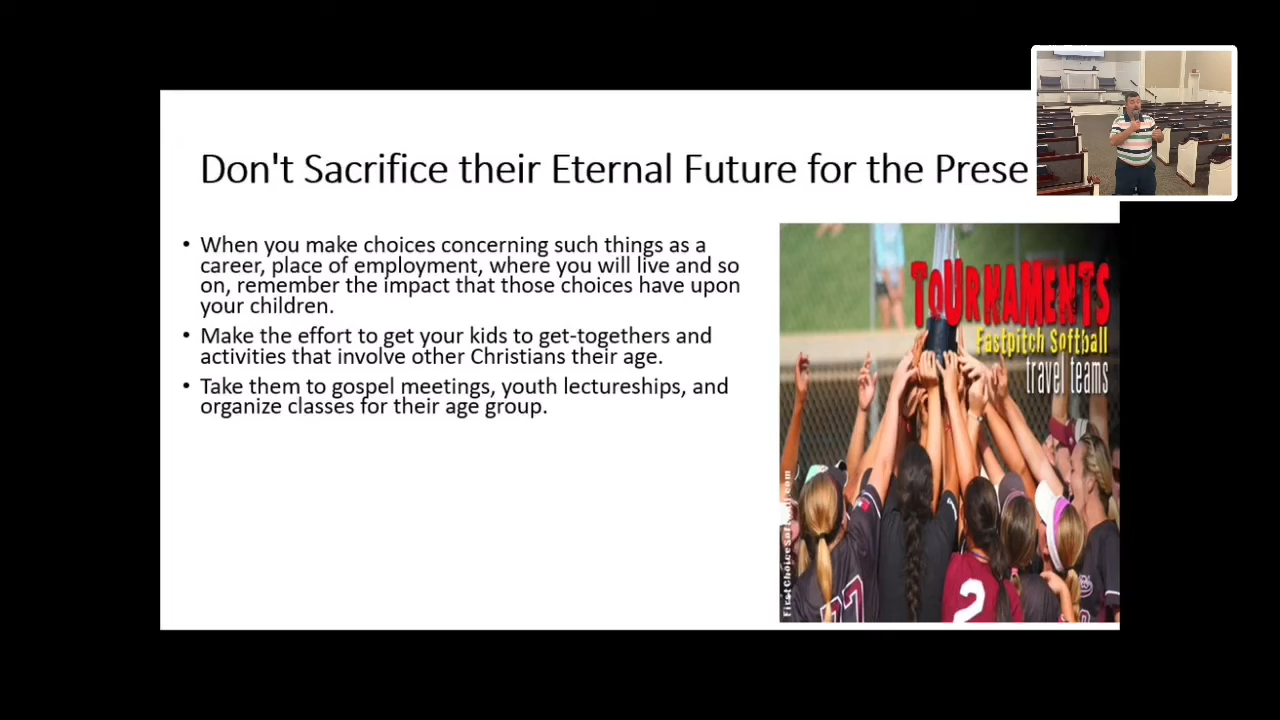 Don't Sacrifice their Eternal Future for the Prese
• When you make choices concerning such things as a
career, place of employment, where you will live and so
on, remember the impact that those choices have upon
your children.
• Make the effort to get your kids to get-togethers and
activities that involve other Christians their age.
• Take them to gospel meetings, youth lectureships, and
organize classes for their age group.
TOURNAMENTS
Fastpitch Softball
travel teams
2